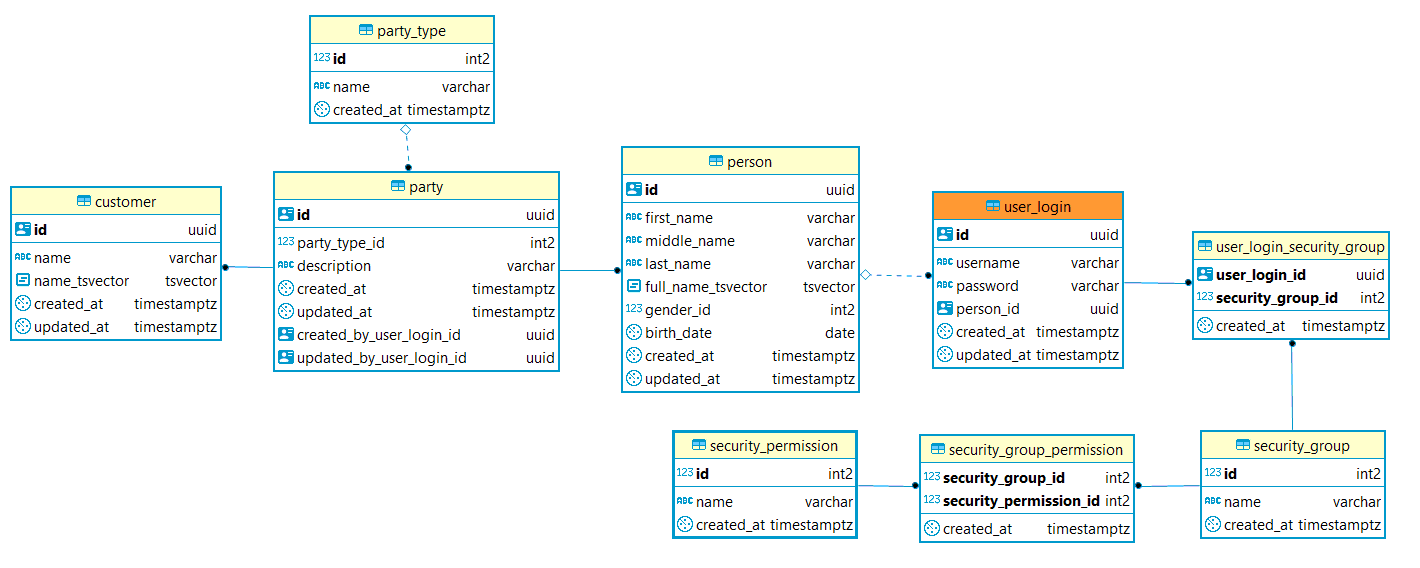 party_type
123 id int2
ABC name varchar
created_at timestamptz
customer
id uuid
ABC name varchar
name_tsvector tsvector
created_at timestamptz
updated_at timestamptz
party
id uuid
123 party_type_id int2
ABC description varchar
created_at timestamptz
updated_at timestamptz
created_by_user_login_id uuid
updated_by_user_login_id uuid
person
id uuid
ABC first_name varchar
ABC middle_name varchar
ABC last_name varchar
full_name_tsvector tsvector
123 gender_id int2
birth_date date
created_at timestamptz
updated_at timestamptz
user_login
id uuid
ABC username varchar
ABC password varchar
person_id uuid
created_at timestamptz
updated_at timestamptz
user_login_security_group
user_login_id uuid
123 security_group_id int2
created_at timestamptz
security_permission
123 id int2
ABC name varchar
created_at timestamptz
security_group_permission
123 security_group_id int2
123 security_permission_id int2
created_at timestamptz
security_group
123 id int2
ABC name varchar
created_at timestamptz